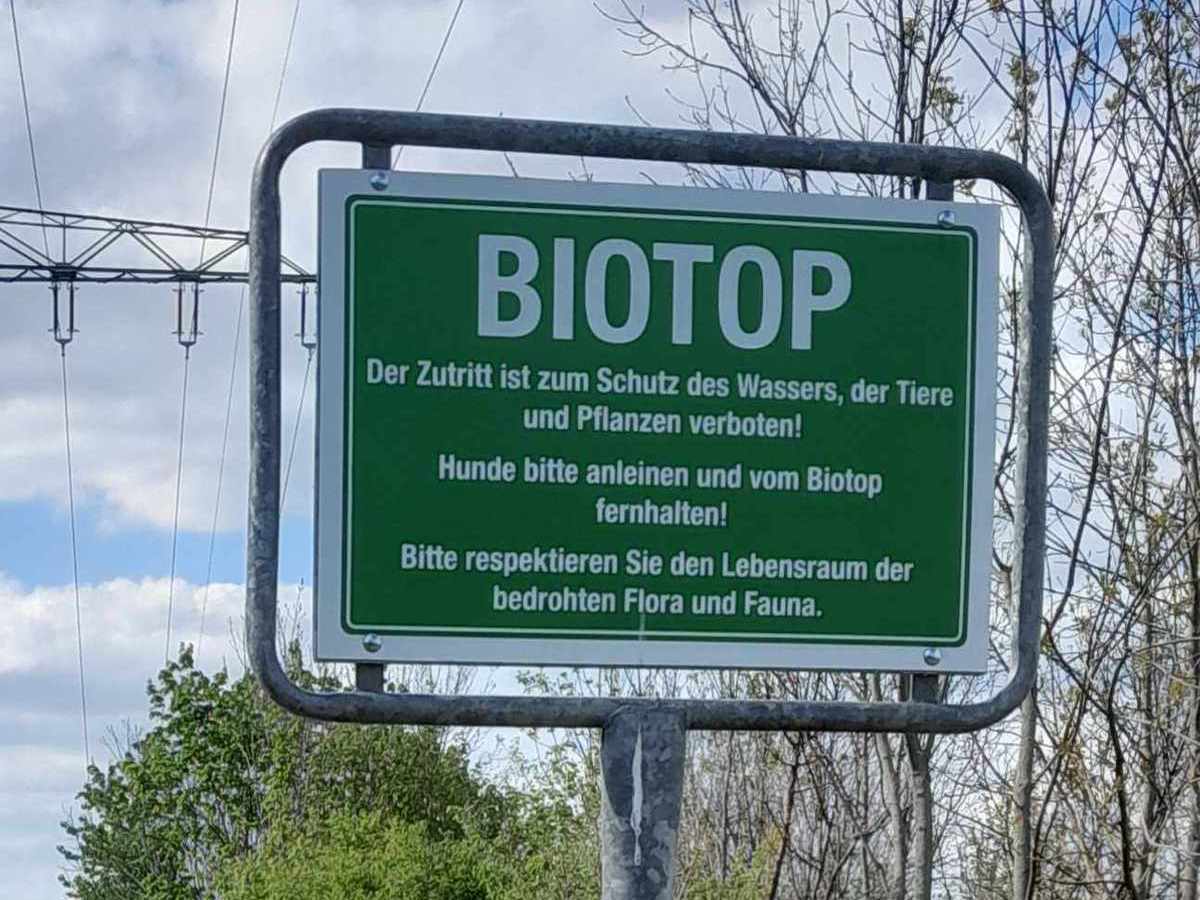 BIOTOP
Der Zutritt ist zum Schutz des Wassers, der Tiere
und Pflanzen verboten!
Hunde bitte anleinen und vom Biotop
fernhalten!
Bitte respektieren Sie den Lebensraum der
bedrohten Flora und Fauna.